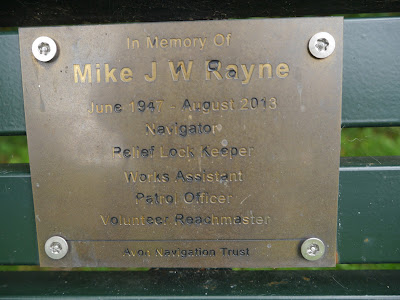 In Memory Of
Mike J W Rayne
June 1947 - August 2013
Navigator
Relief Lock Keeper
Works Assistant
Patrol Officer
Volunteer Reachmaster
Avon Navigation Trust